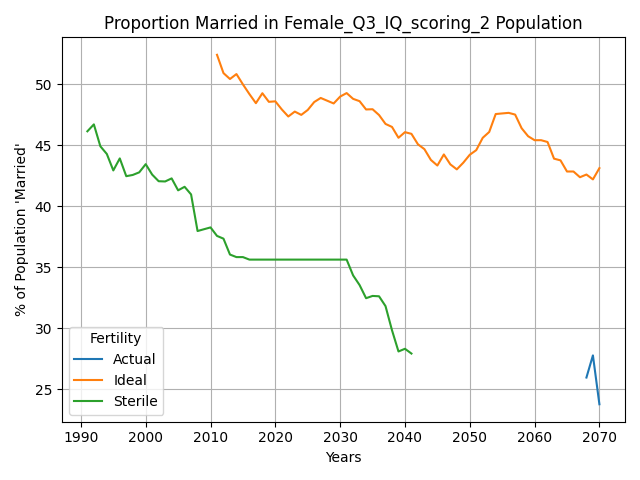 Proportion Married in Female_Q3_IQ_scoring_2 Population
% of Population 'Married'
50
45
40
35
30
25
Fertility
Actual
Ideal
Sterile
1990 2000 2010 2020 2030 2040 2050 2060 2070
Years